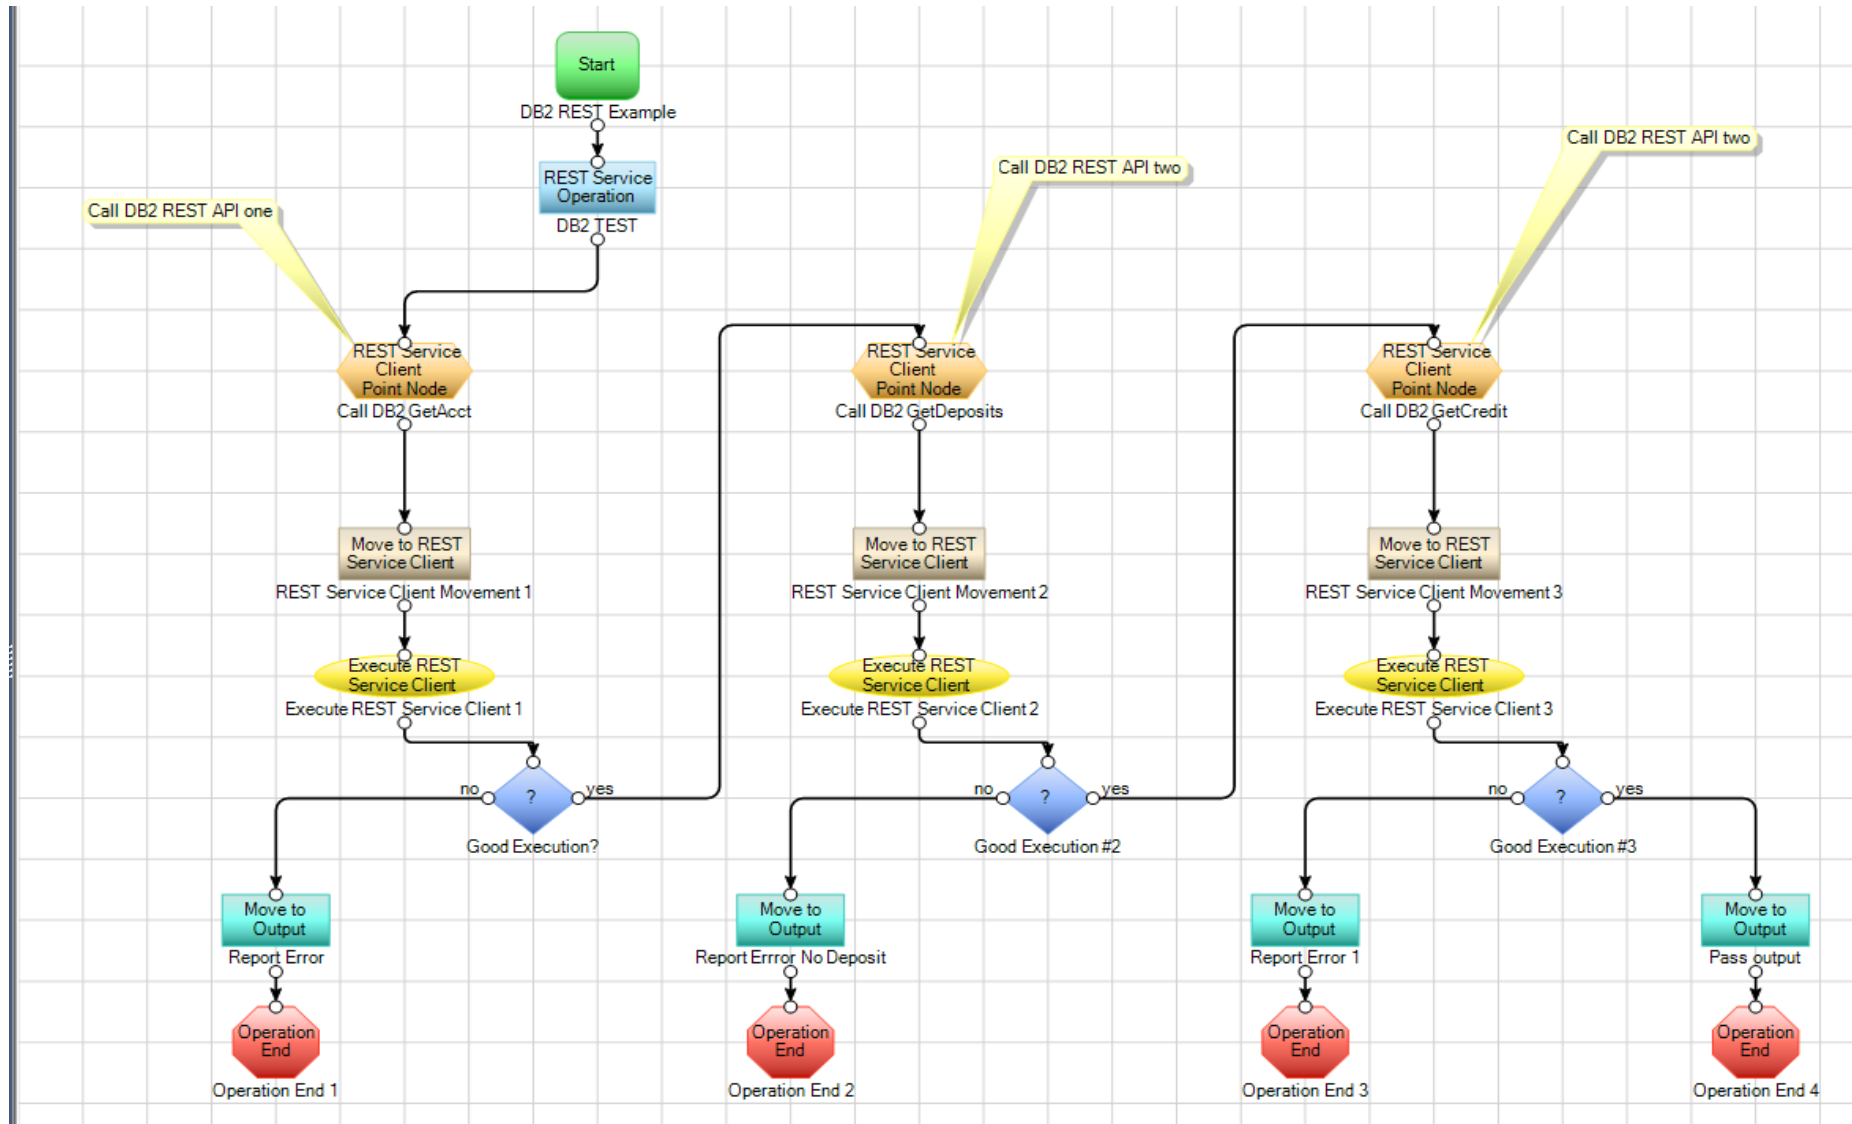 Start
DB2 REST Example
REST Service
Operation
DB2 TEST
Call DB2 REST API one
Call DB2 REST API two
Call DB2 REST API two
REST Service
Client
Point Node
Call DB2 GetAcct
REST Service
Client
Point Node
Call DB2 GetDeposits
REST Service
Client
Point Node
Call DB2 GetCredit
Move to REST
Service Client
REST Service Client Movement 1
Move to REST
Service Client
REST Service Client Movement 2
Move to REST
Service Client
REST Service Client Movement 3
Execute REST
Service Client
Execute REST Service Client 1
Execute REST
Service Client
Execute REST Service Client 2
Execute REST
Service Client
Execute REST Service Client 3
no
?
yes
Good Execution?
no
?
yes
Good Execution #2
no
?
yes
Good Execution #3
Move to
Output
Report Error
Move to
Output
Report Errror No Deposit
Move to
Output
Report Error 1
Move to
Output
Pass output
Operation
End
Operation End 1
Operation
End
Operation End 2
Operation
End
Operation End 3
Operation
End
Operation End 4